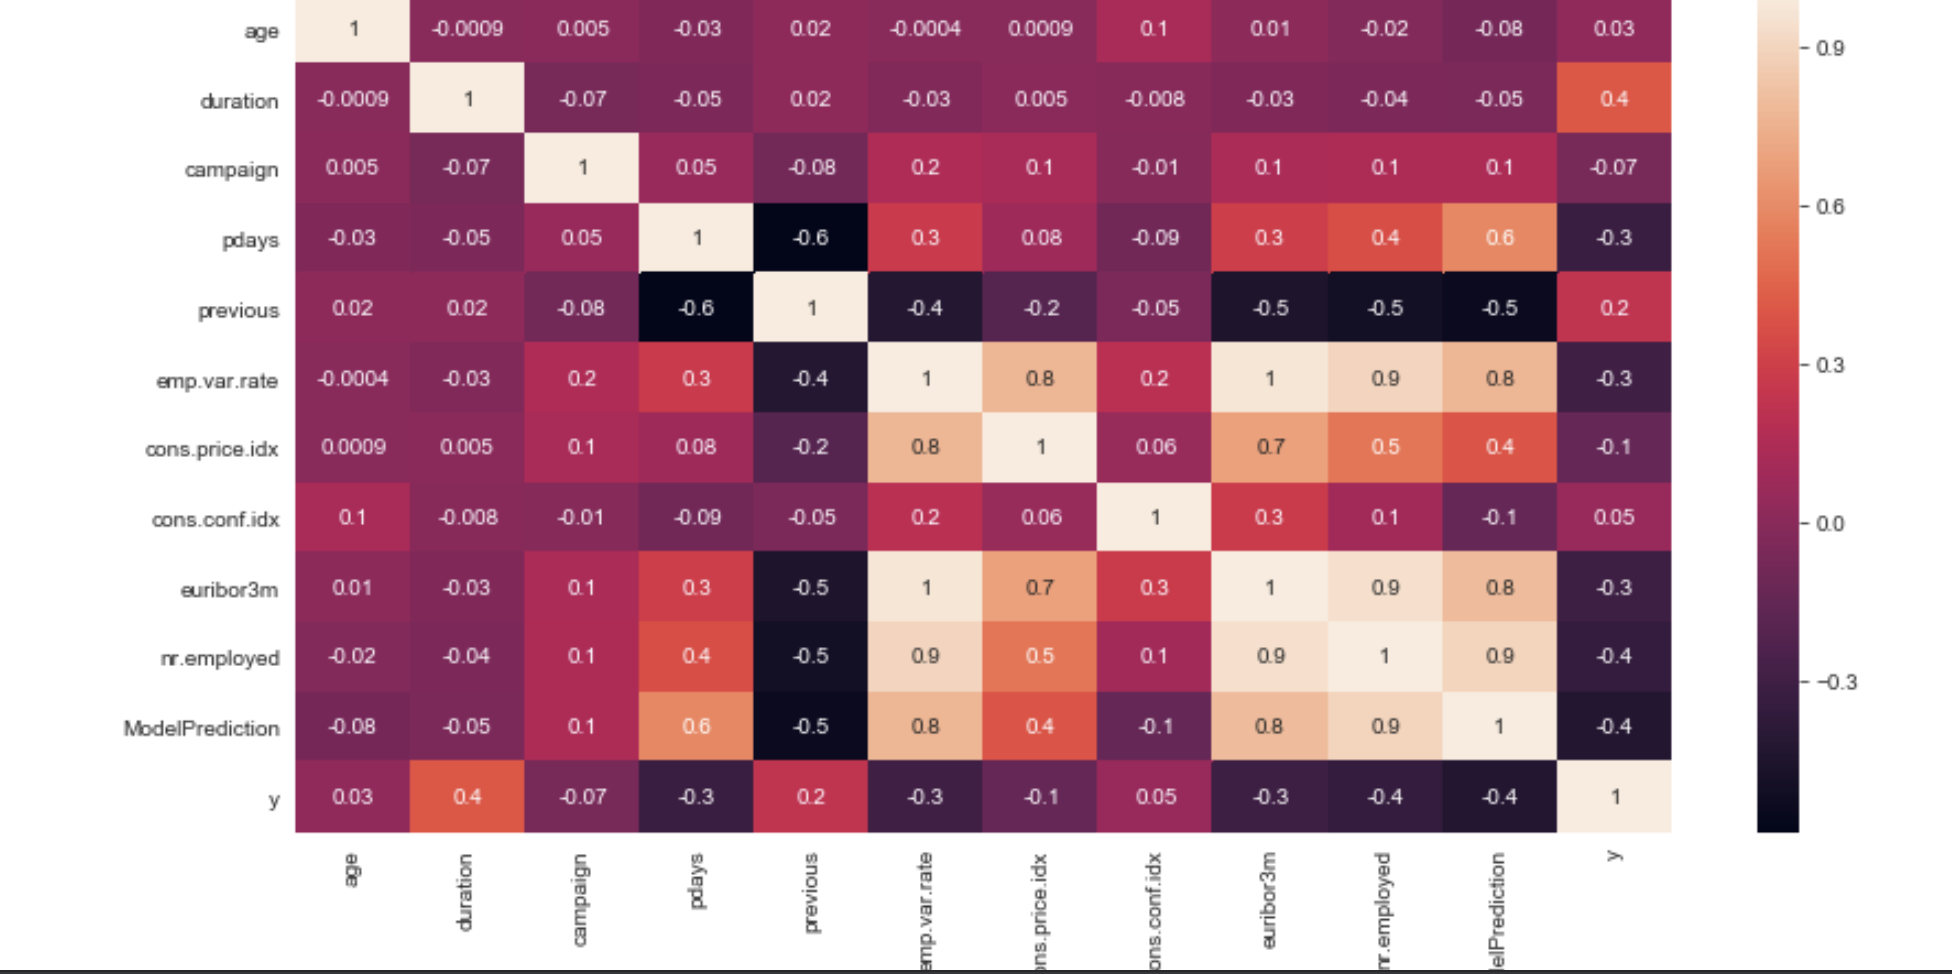 age 1 -0.0009 0.005 -0.03 0.02 -0.0004 0.0009 0.1 0.01 -0.02 -0.08 0.03
duration -0.0009 1 -0.07 -0.05 0.02 -0.03 0.005 -0.008 -0.03 -0.04 -0.05 0.4
campaign 0.005 -0.07 1 0.05 -0.08 0.2 0.1 -0.01 0.1 0.1 0.1 -0.07
pdays -0.03 -0.05 0.05 1 -0.6 0.3 0.08 -0.09 0.3 0.4 0.6 -0.3
previous 0.02 0.02 -0.08 -0.6 1 -0.4 -0.2 -0.05 -0.5 -0.5 -0.5 0.2
emp.var.rate -0.0004 -0.03 0.2 0.3 -0.4 1 0.8 0.2 1 0.9 0.8 -0.3
cons.price.idx 0.0009 0.005 0.1 0.08 -0.2 0.8 1 0.06 0.7 0.5 0.4 -0.1
cons.conf.idx 0.1 -0.008 -0.01 -0.09 -0.05 0.2 0.06 1 0.3 0.1 -0.1 0.05
euribor3m 0.01 -0.03 0.1 0.3 -0.5 1 0.7 0.3 1 0.9 0.8 -0.3
nr.employed -0.02 -0.04 0.1 0.4 -0.5 0.9 0.5 0.1 0.9 1 0.9 -0.4
ModelPrediction -0.08 -0.05 0.1 0.6 -0.5 0.8 0.4 -0.1 0.8 0.9 1 -0.4
y 0.03 0.4 -0.07 -0.3 0.2 -0.3 -0.1 0.05 -0.3 -0.4 -0.4 1
age
duration
campaign
pdays
previous
emp.var.rate
ons.price.idx
ons.conf.idx
euribor3m
nr.employed
elPrediction
y
0.9
0.6
0.3
0.0
−0.3